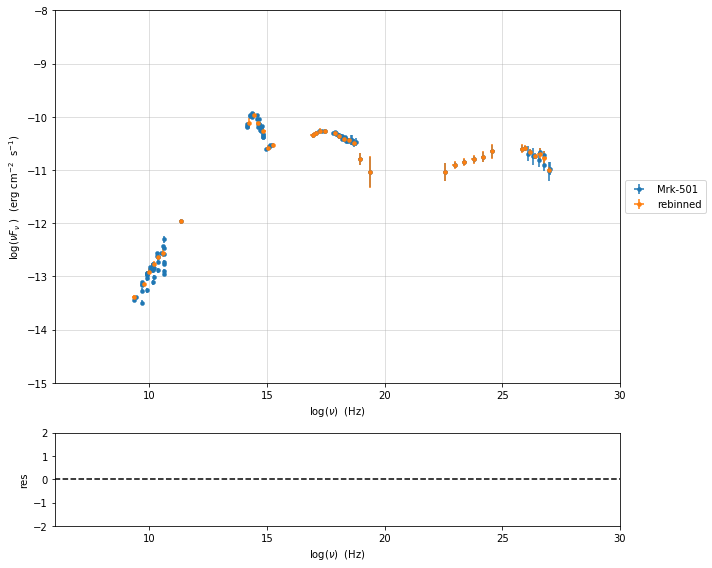 −8
−9
−10
−11
−12
−13
−14
−15
log(νFν )  (erg cm−2  s−1)
10 15 20 25 30
log(ν)  (Hz)
Mrk-501
rebinned
2
1
0
−1
−2
res
10 15 20 25 30
log(ν)  (Hz)